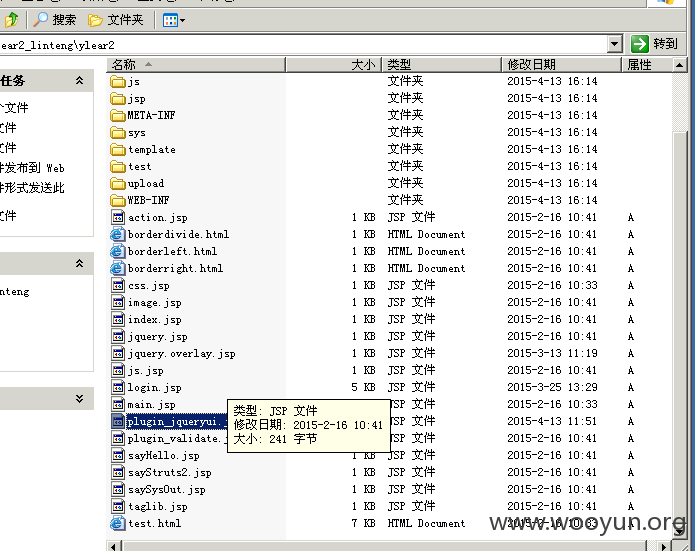 搜索 文件夹
lear2_linteng\ylear2 转到
任务
个文件
文件
文件
件发布到 Web
件形式发送此
文件
nteng
名称 大小 类型 修改日期 属性
js 文件夹 2015-4-13 16:14
jsp 文件夹 2015-4-13 16:14
META-INF 文件夹 2015-4-13 16:14
sys 文件夹 2015-4-13 16:14
template 文件夹 2015-4-13 16:14
test 文件夹 2015-4-13 16:14
upload 文件夹 2015-4-13 16:14
WEB-INF 文件夹 2015-4-13 16:14
action.jsp 1 KB JSP 文件 2015-2-16 10:41 A
borderdivide.html 1 KB HTML Document 2015-2-16 10:41 A
borderleft.html 1 KB HTML Document 2015-2-16 10:41 A
borderright.html 1 KB HTML Document 2015-2-16 10:41 A
css.jsp 1 KB JSP 文件 2015-2-16 10:33 A
image.jsp 1 KB JSP 文件 2015-2-16 10:41 A
index.jsp 1 KB JSP 文件 2015-2-16 10:41 A
jquery.jsp 1 KB JSP 文件 2015-2-16 10:41 A
jquery.overlay.jsp 1 KB JSP 文件 2015-3-13 11:19 A
js.jsp 1 KB JSP 文件 2015-2-16 10:41 A
login.jsp 5 KB JSP 文件 2015-3-25 13:29 A
main.jsp 文件 2015-2-16 10:33 A
plugin_jqueryui. 文件 2015-4-13 11:51 A
plugin_validate. 文件 2015-2-16 10:41 A
sayHello.jsp 1 KB JSP 文件 2015-2-16 10:41 A
sayStruts2.jsp 1 KB JSP 文件 2015-2-16 10:41 A
saySysOut.jsp 1 KB JSP 文件 2015-2-16 10:41 A
taglib.jsp 1 KB JSP 文件 2015-2-16 10:41 A
test.html 7 KB HTML Document 2015-2-16 10:33 A
类型: JSP 文件
修改日期: 2015-2-16 10:41
大小: 241 字节
www.wooyun.org